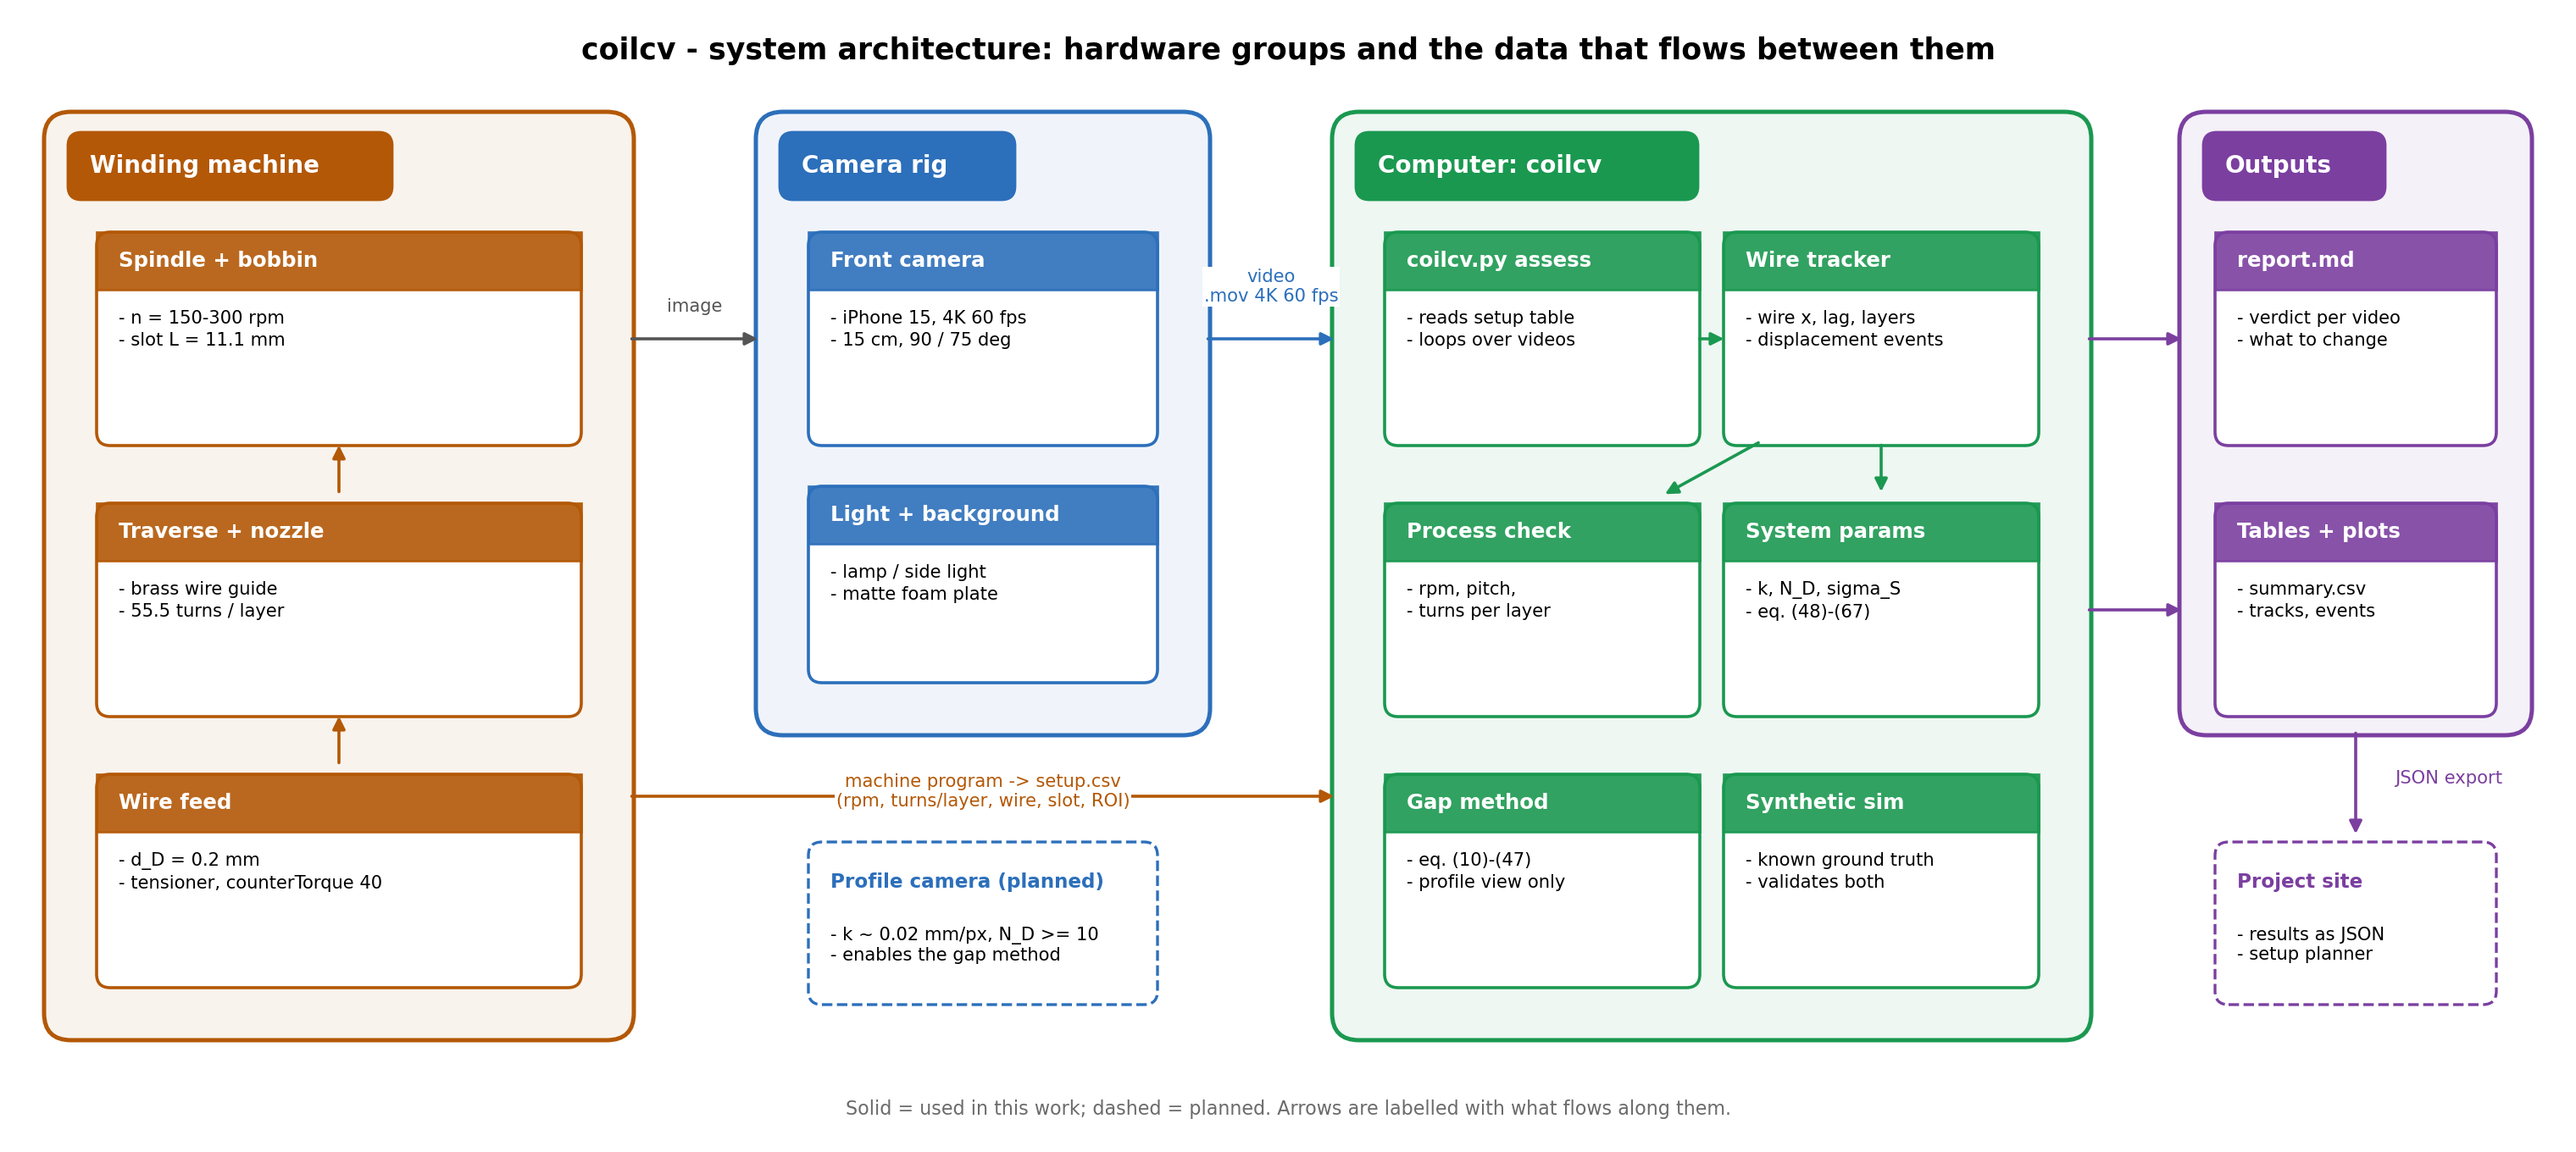 coilcv - system architecture: hardware groups and the data that flows between them
Winding machine
Spindle + bobbin
- n = 150-300 rpm
- slot L = 11.1 mm
Traverse + nozzle
- brass wire guide
- 55.5 turns / layer
Wire feed
- d_D = 0.2 mm
- tensioner, counterTorque 40
image
Camera rig
Front camera
- iPhone 15, 4K 60 fps
- 15 cm, 90 / 75 deg
Light + background
- lamp / side light
- matte foam plate
video
.mov 4K 60 fps
machine program -> setup.csv
(rpm, turns/layer, wire, slot, ROI)
Profile camera (planned)
- k ~ 0.02 mm/px, N_D >= 10
- enables the gap method
Computer: coilcv
coilcv.py assess
- reads setup table
- loops over videos
Wire tracker
- wire x, lag, layers
- displacement events
Process check
- rpm, pitch,
- turns per layer
System params
- k, N_D, sigma_S
- eq. (48)-(67)
Gap method
- eq. (10)-(47)
- profile view only
Synthetic sim
- known ground truth
- validates both
Outputs
report.md
- verdict per video
- what to change
Tables + plots
- summary.csv
- tracks, events
JSON export
Project site
- results as JSON
- setup planner
Solid = used in this work; dashed = planned. Arrows are labelled with what flows along them.